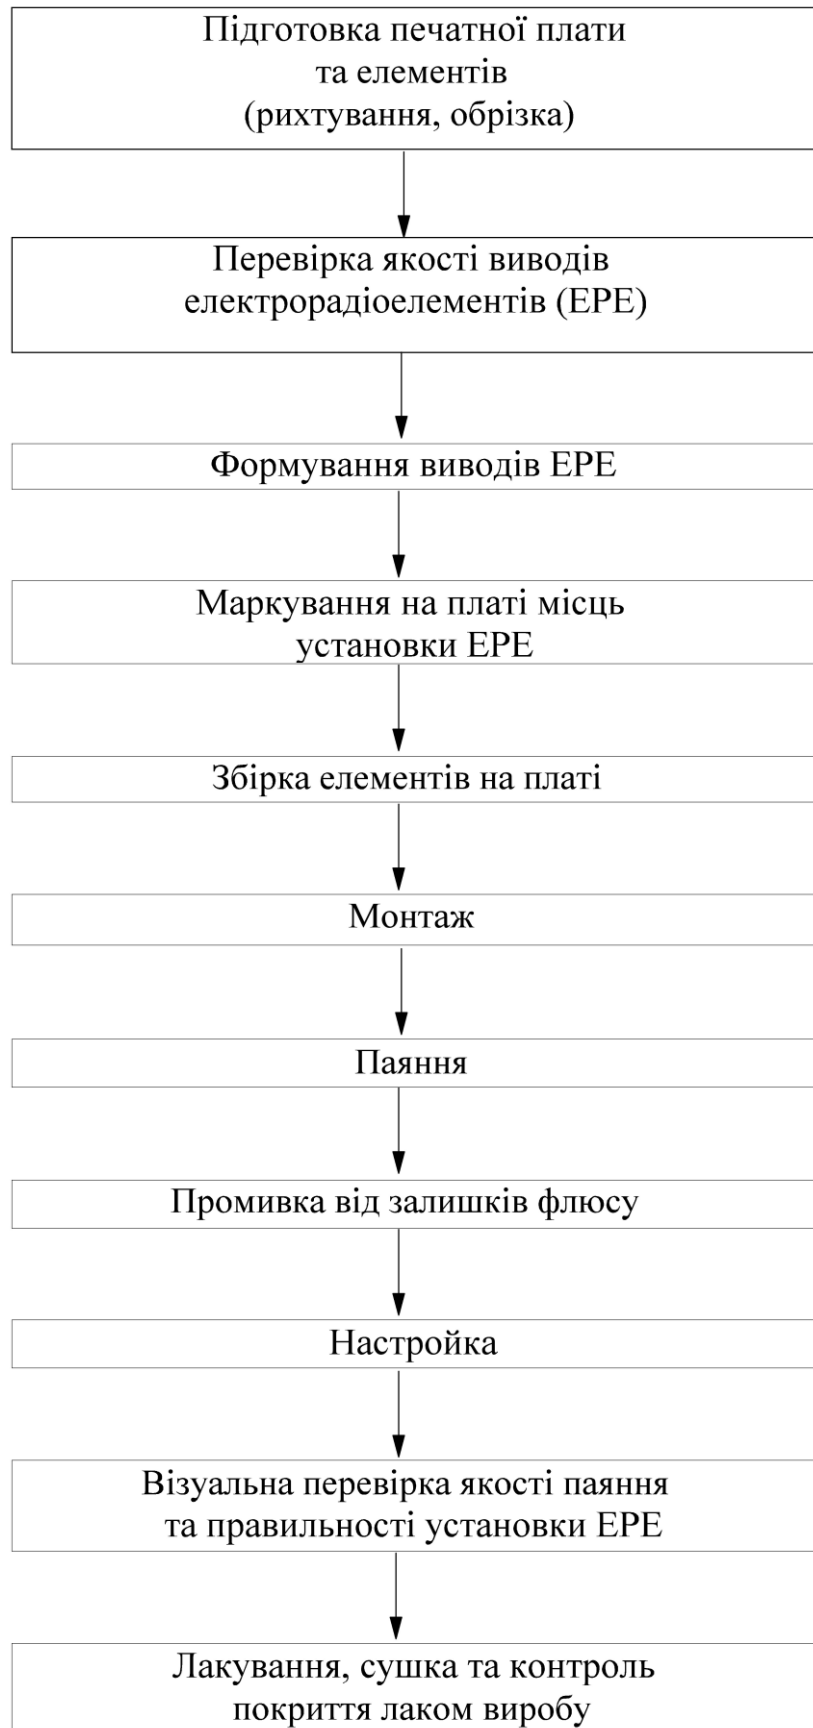 Підготовка печатної плати
та елементів
(рихтування, обрізка)
Перевірка якості виводів
електрорадіоелементів (ЕРЕ)
Формування виводів ЕРЕ
Маркування на платі місць
установки ЕРЕ
Збірка елементів на платі
Монтаж
Паяння
Промивка від залишків флюсу
Настройка
Візуальна перевірка якості паяння
та правильності установки ЕРЕ
Лакування, сушка та контроль
покриття лаком виробу